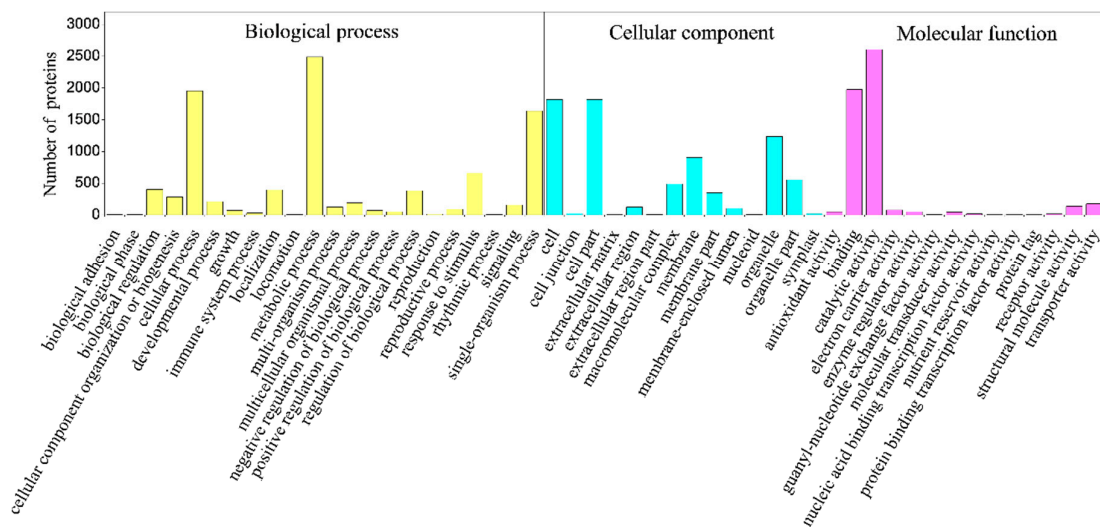 Biological process
Cellular component
Molecular function
Number of proteins
3000
2500
2000
1500
1000
500
0
biological adhesion
biological phase
biological regulation
cellular component organization or biogenesis
cellular process
developmental process
growth
immune system process
localization
locomotion
metabolic process
multi-organism process
multicellular organismal process
negative regulation of biological process
positive regulation of biological process
regulation of biological process
reproduction
reproductive process
response to stimulus
rhythmic process
signaling
single-organism process
cell
cell junction
cell part
extracellular matrix
extracellular region
extracellular region part
macromolecular complex
membrane
membrane part
membrane-enclosed lumen
nucleoid
organelle
organelle part
symplast
antioxidant activity
binding
catalytic activity
electron carrier activity
enzyme regulator activity
guanyl-nucleotide exchange factor activity
molecular transducer activity
nucleic acid binding transcription factor activity
nutrient reservoir activity
protein binding transcription factor activity
protein tag
receptor activity
structural molecule activity
transporter activity